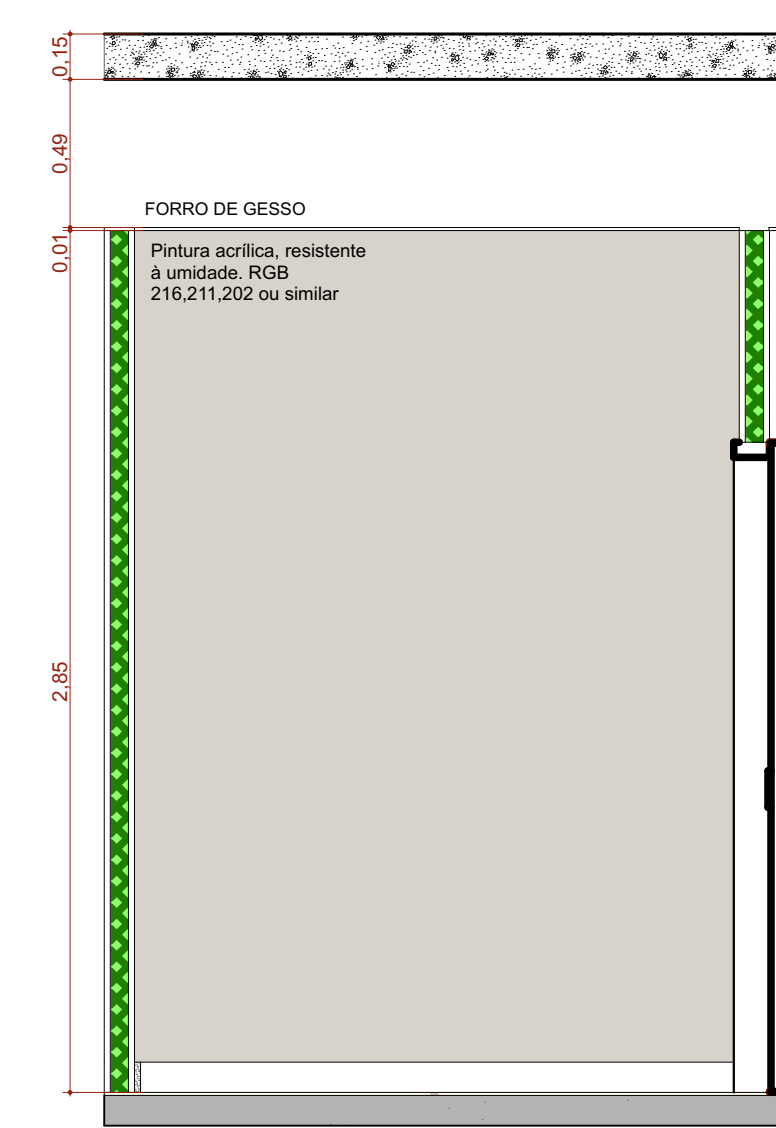 0,15
0,49
FORRO DE GESSO
0,01
Pintura acrílica, resistente
à umidade. RGB
216,211,202 ou similar
2,85